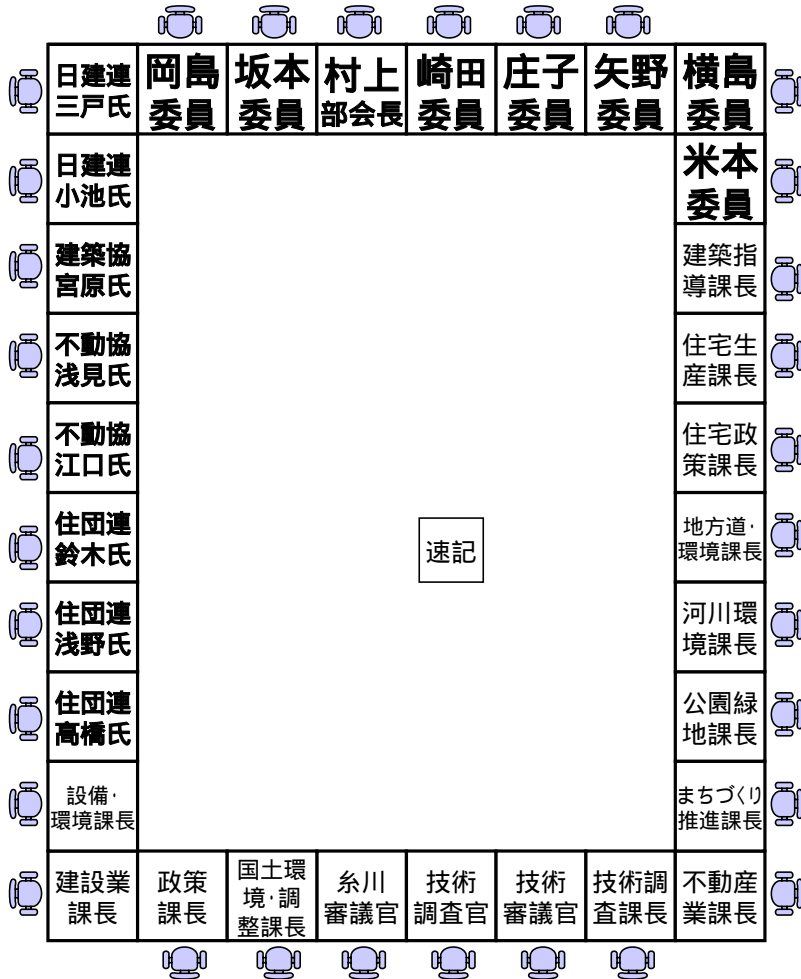 日建連
三戸氏
岡島
委員
坂本
委員
村上
部会長
崎田
委員
庄子
委員
矢野
委員
横島
委員
日建連
小池氏
米本
委員
建築協
宮原氏
建築指
導課長
不動協
浅見氏
住宅生
産課長
不動協
江口氏
住宅政
策課長
住団連
鈴木氏
速記
地方道・
環境課長
住団連
浅野氏
河川環
境課長
住団連
高橋氏
公園緑
地課長
設備・
環境課長
まちづくり
推進課長
建設業
課長
政策
課長
国土環
境・調
整課長
糸川
審議官
技術
調査官
技術
審議官
技術調
査課長
不動産
業課長